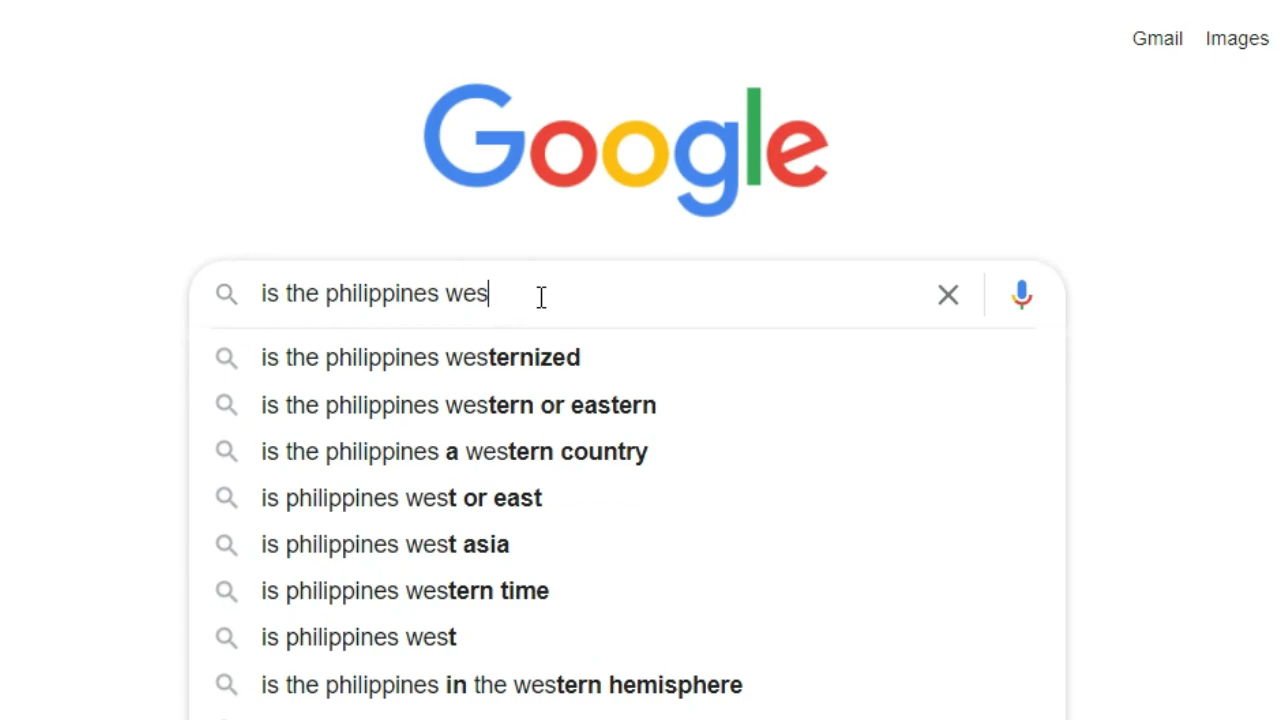 Gmail Images
Google
is the philippines wes
is the philippines westernized
is the philippines western or eastern
is the philippines a western country
is philippines west or east
is philippines west asia
is philippines western time
is philippines west
is the philippines in the western hemisphere